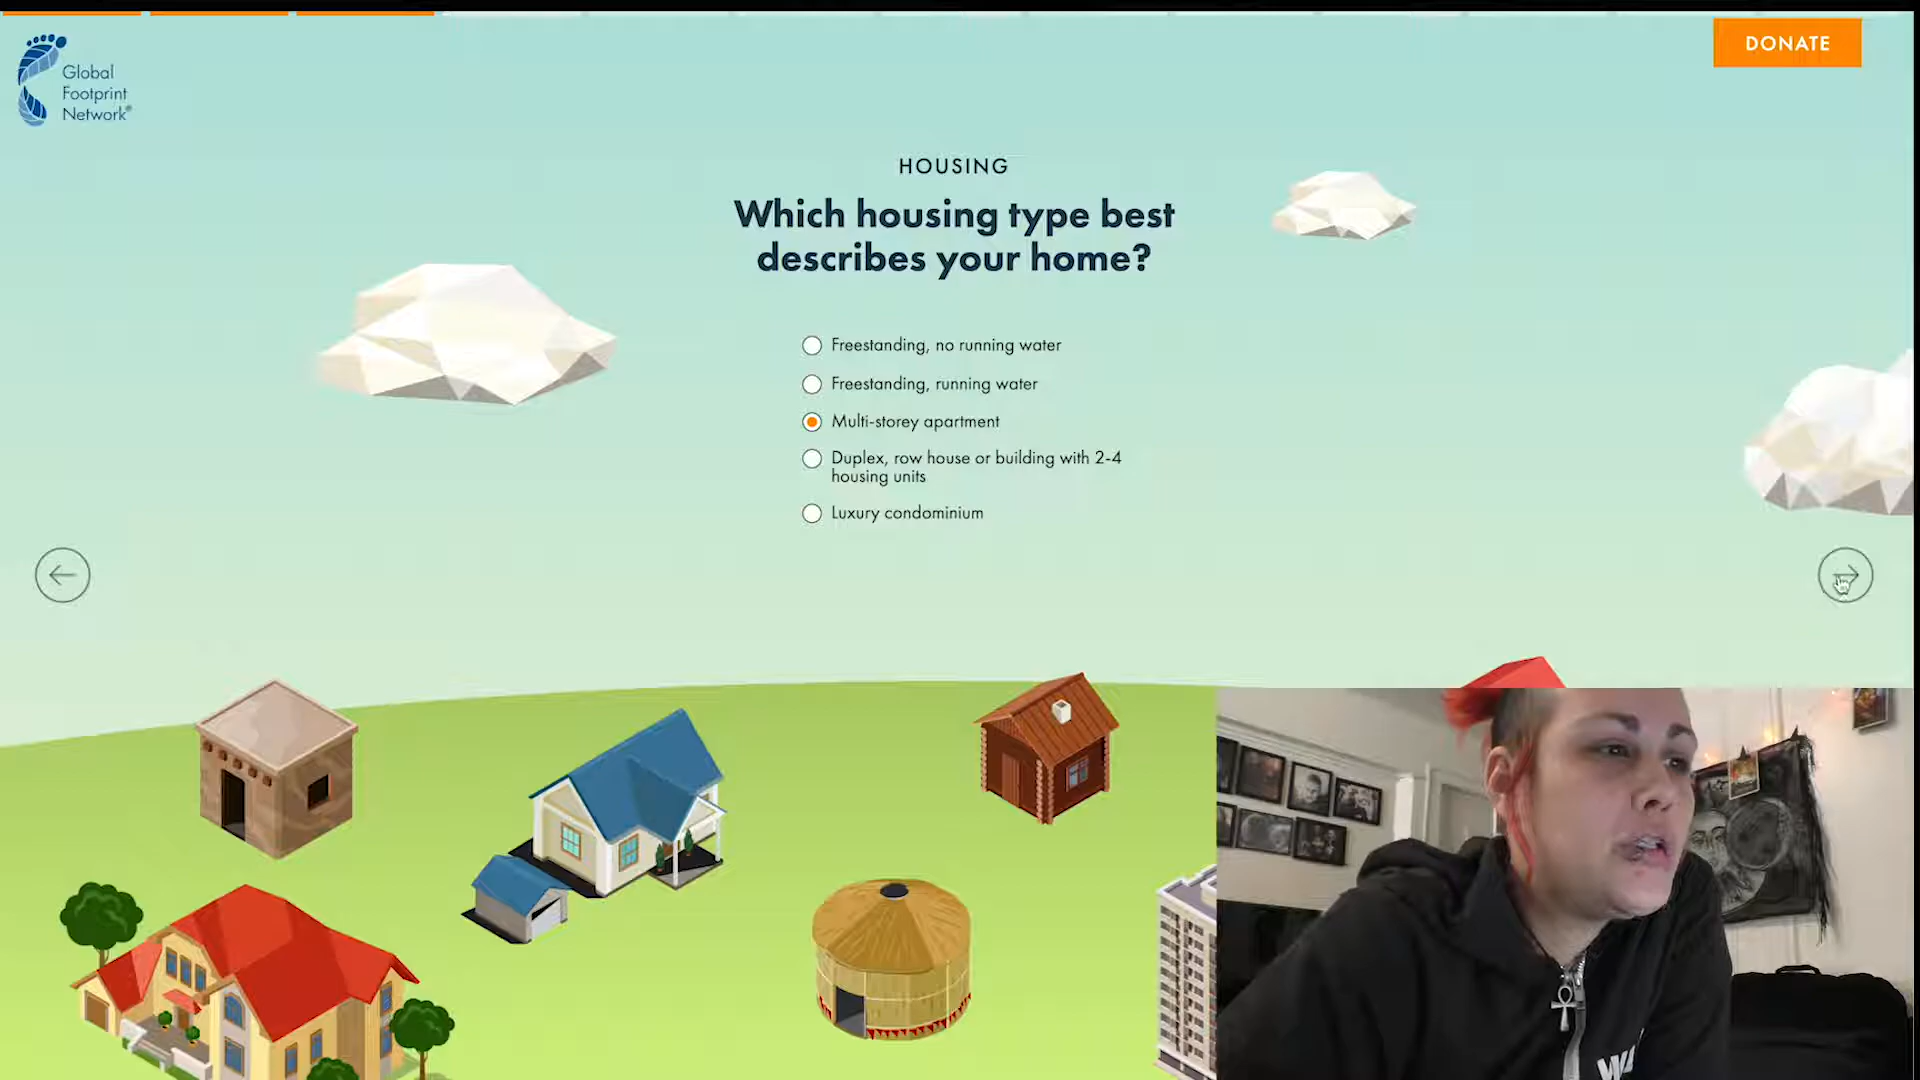 DONATE
Global
Footprint
Network®
HOUSING
Which housing type best
describes your home?
Freestanding, no running water
Freestanding, running water
Multi-storey apartment
Duplex, row house or building with 2-4
housing units
Luxury condominium